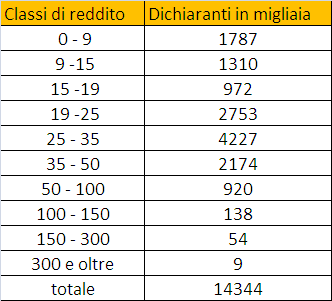 Classi di reddito Dichiaranti in migliaia
0 - 9 1787
9 -15 1310
15 -19 972
19 -25 2753
25 - 35 4227
35 - 50 2174
50 - 100 920
100 - 150 138
150 - 300 54
300 e oltre 9
totale 14344